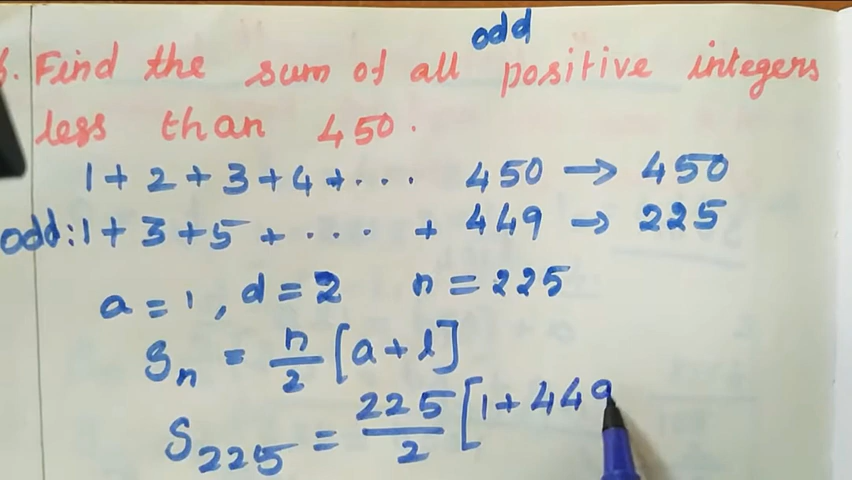 6. Find the sum of all odd positive integers
less than 450.
1 + 2 + 3 + 4 + ... 450 → 450
odd: 1 + 3 + 5 + ... + 449 → 225
a = 1, d = 2 n = 225
Sn = n/2 [a + l]
S225 = 225/2 [1 + 449